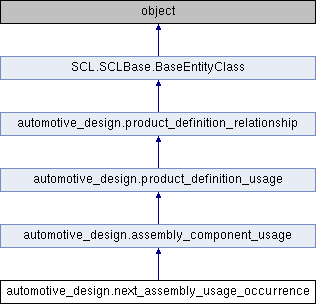 object
SCL.SCLBase.BaseEntityClass
automotive_design.product_definition_relationship
automotive_design.product_definition_usage
automotive_design.assembly_component_usage
automotive_design.next_assembly_usage_occurrence